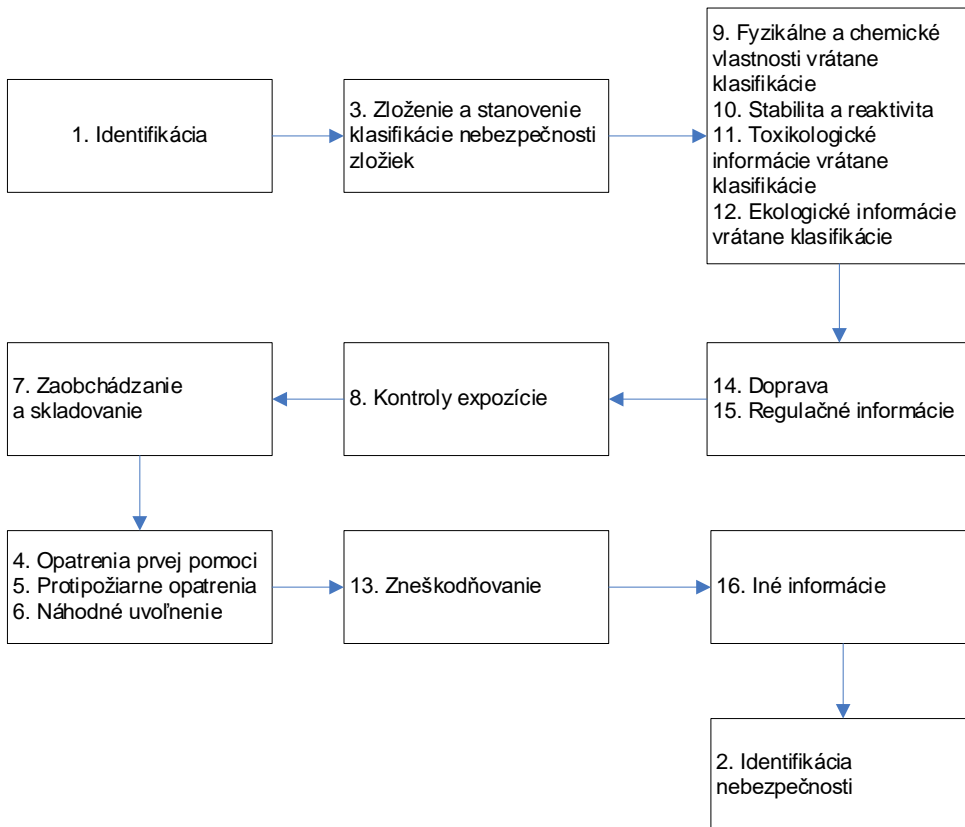 1. Identifikácia
3. Zloženie a stanovenie
klasifikácie nebezpečnosti
zložiek
9. Fyzikálne a chemické
vlastnosti vrátane
klasifikácie
10. Stabilita a reaktivita
11. Toxikologické
informácie vrátane
klasifikácie
12. Ekologické informácie
vrátane klasifikácie
14. Doprava
15. Regulačné informácie
8. Kontroly expozície
7. Zaobchádzanie
a skladovanie
4. Opatrenia prvej pomoci
5. Protipožiarne opatrenia
6. Náhodné uvoľnenie
13. Zneškodňovanie
16. Iné informácie
2. Identifikácia
nebezpečnosti